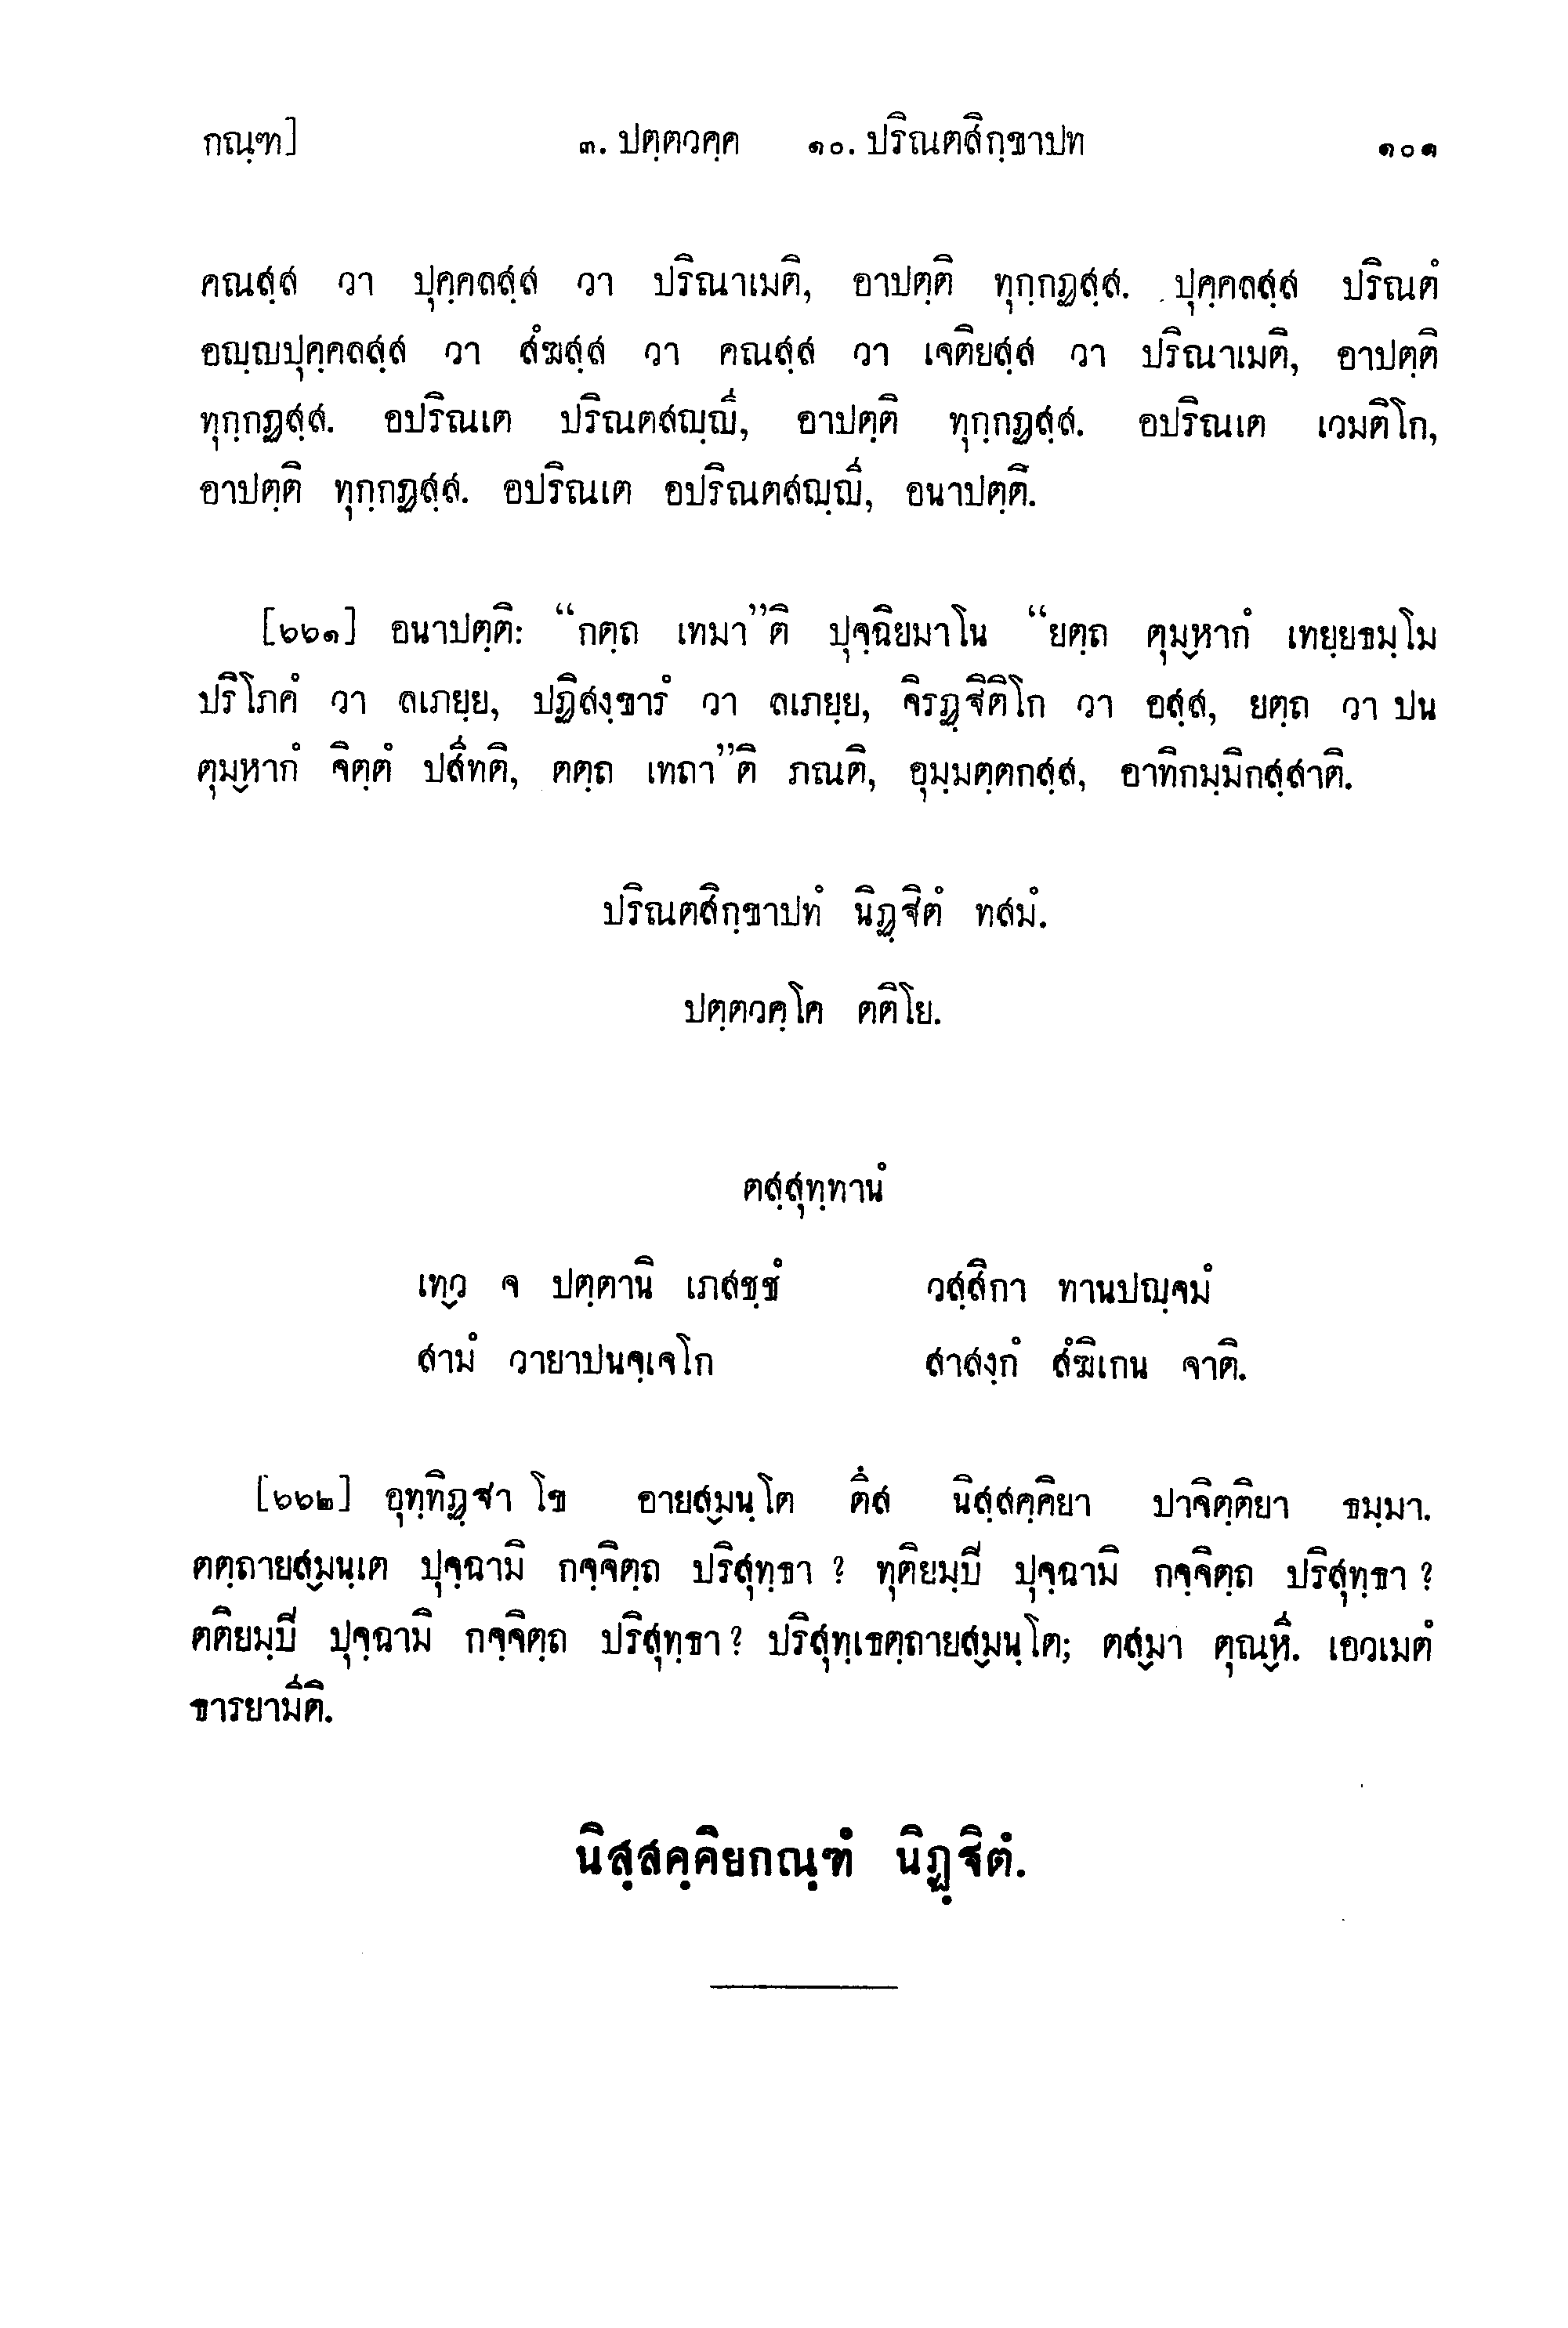 กณฺฑ] ๓. ปตฺตวคฺค ๑๐. ปริณตสิกฺขาปท ๑๐๑
คณสฺส วา ปุคฺคลสฺส วา ปริณาเมติ, อาปตฺติ ทุกฺกฏสฺส. ปุคฺคลสฺส ปริณตํ
อญฺญปุคฺคลสฺส วา สํฆสฺส วา คณสฺส วา เจติยสฺส วา ปริณาเมติ, อาปตฺติ
ทุกฺกฏสฺส. อปริณเต ปริณตสญฺญี, อาปตฺติ ทุกฺกฏสฺส. อปริณเต เวมติโก,
อาปตฺติ ทุกฺกฏสฺส. อปริณเต อปริณตสญฺญี, อนาปตฺติ.
[๖๖๑] อนาปตฺติ: “กตฺถ เทมา”ติ ปุจฺฉิยมาโน “ยตฺถ ตุมฺหากํ เทยฺยธมฺโม
ปริโภคํ วา ลเภยฺย, ปฏิสงฺขารํ วา ลเภยฺย, จิรฏฺฐิติโก วา อสฺส, ยตฺถ วา ปน
ตุมฺหากํ จิตฺตํ ปสีทติ, ตตฺถ เทถา”ติ ภณติ, อุมฺมตฺตกสฺส, อาทิกมฺมิกสฺสาติ.
ปริณตสิกฺขาปทํ นิฏฺฐิตํ ทสมํ.
ปตฺตวคฺโค ตติโย.
ตสฺสุทฺทานํ
เทฺว จ ปตฺตานิ เภสชฺชํ วสฺสิกา ทานปญฺจมํ
สามํ วายาปนจฺเจโก สาสงฺกํ สํฆิเกน จาติ.
[๖๖๒] อุทฺทิฏฺฐา โข อายสฺมนฺโต ตึส นิสฺสคฺคิยา ปาจิตฺติยา ธมฺมา.
ตตฺถายสฺมนฺเต ปุจฺฉามิ กจฺจิตฺถ ปริสุทฺธา ? ทุติยมฺปิ ปุจฺฉามิ กจฺจิตฺถ ปริสุทฺธา ?
ตติยมฺปิ ปุจฺฉามิ กจฺจิตฺถ ปริสุทฺธา ? ปริสุทฺเธตฺถายสฺมนฺโต; ตสฺมา ตุณฺหี. เอวเมตํ
ธารยามีติ.
นิสฺสคฺคิยกณฺฑํ นิฏฺฐิตํ.